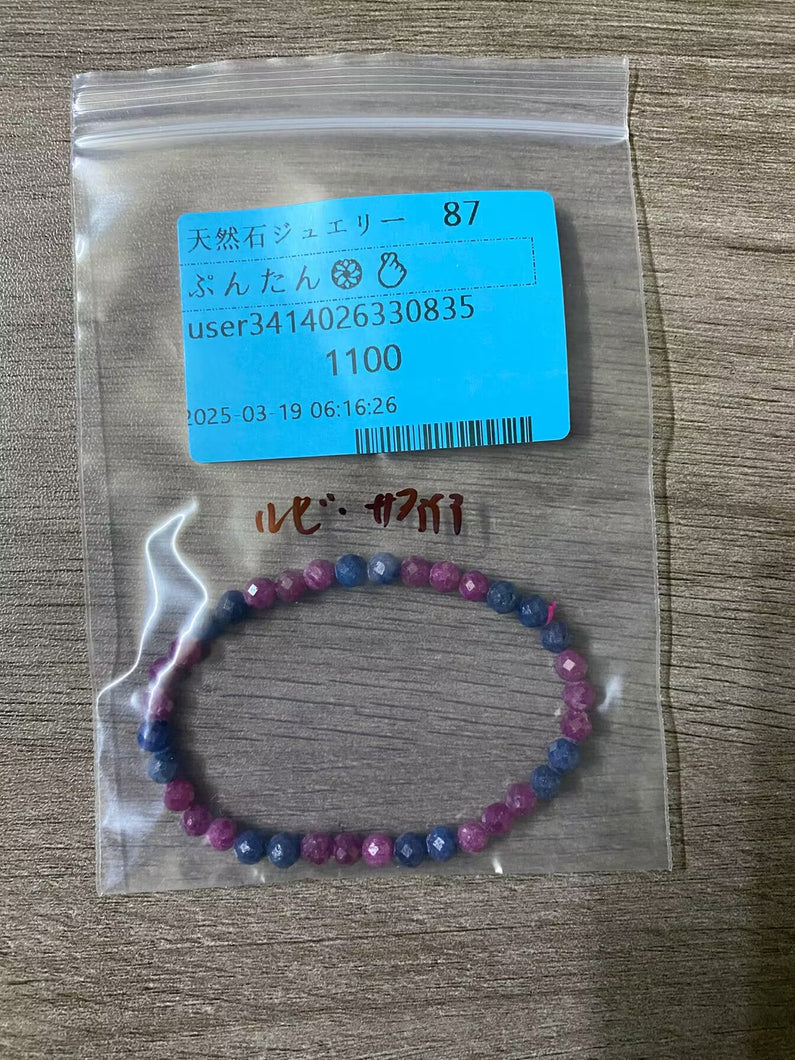 天然石ジュエリー 87
ぷんたん
user3414026330835
1100
2025-03-19 06:16:26
ルビ・サファイア